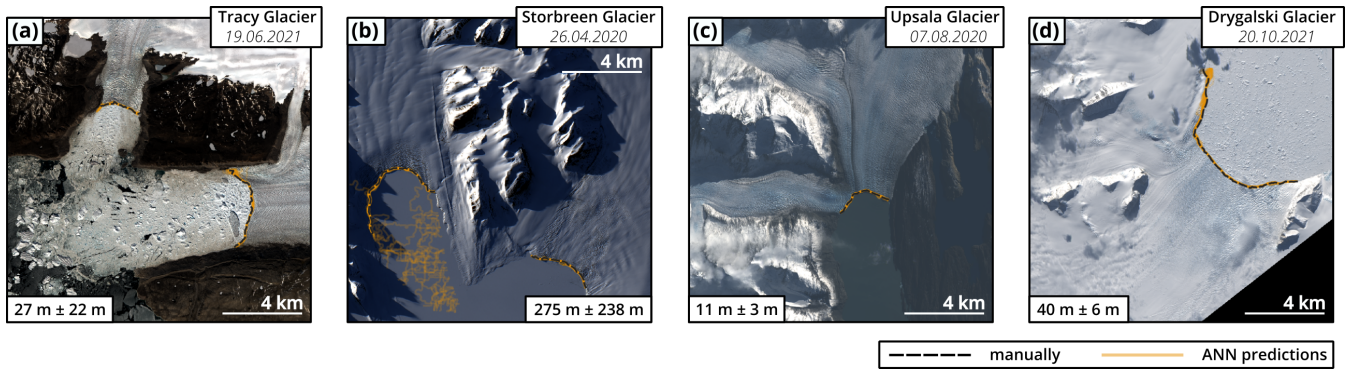 (a)
Tracy Glacier
19.06.2021
27 m ± 22 m
4 km
(b)
Storbreen Glacier
26.04.2020
4 km
275 m ± 238 m
(c)
Upsala Glacier
07.08.2020
11 m ± 3 m
4 km
(d)
Drygalski Glacier
20.10.2021
40 m ± 6 m
4 km
manually
ANN predictions